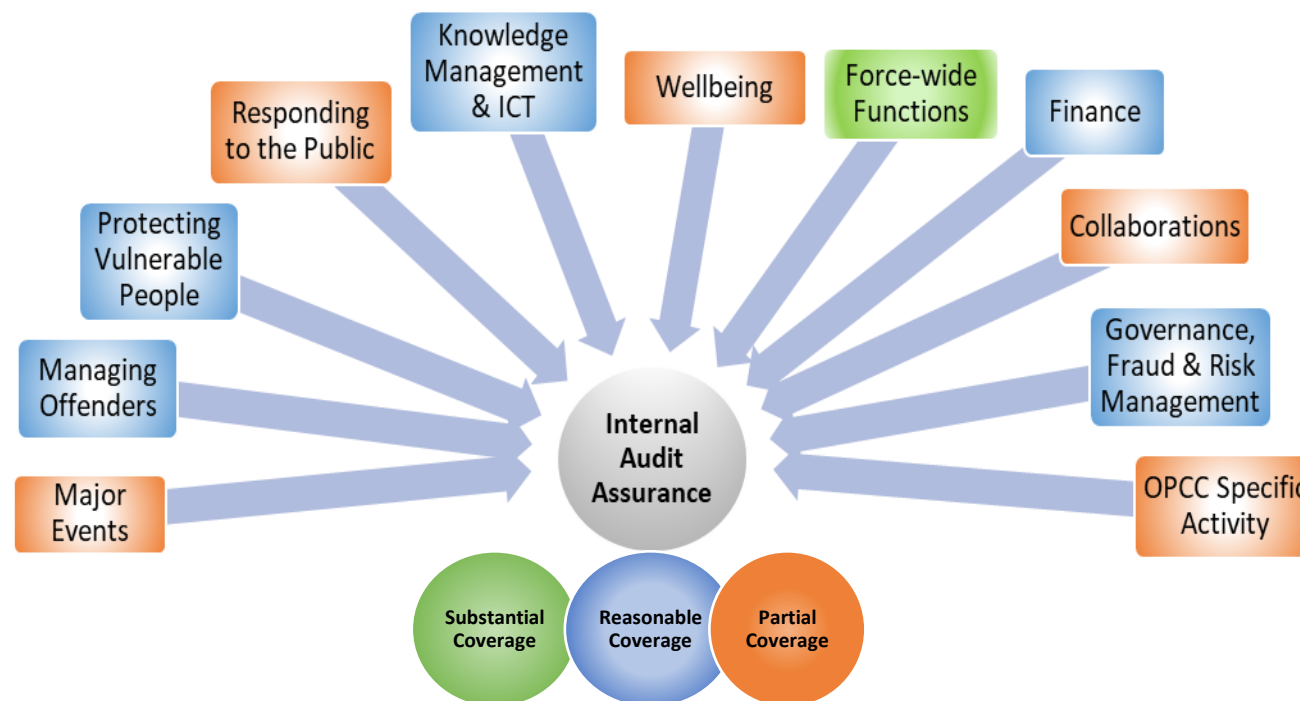 Knowledge
Management
& ICT
Wellbeing
Force-wide
Functions
Finance
Responding
to the Public
Collaborations
Protecting
Vulnerable
People
Governance,
Fraud & Risk
Management
Managing
Offenders
Internal
Audit
Assurance
Major
Events
OPCC Specific
Activity
Substantial
Coverage
Reasonable
Coverage
Partial
Coverage